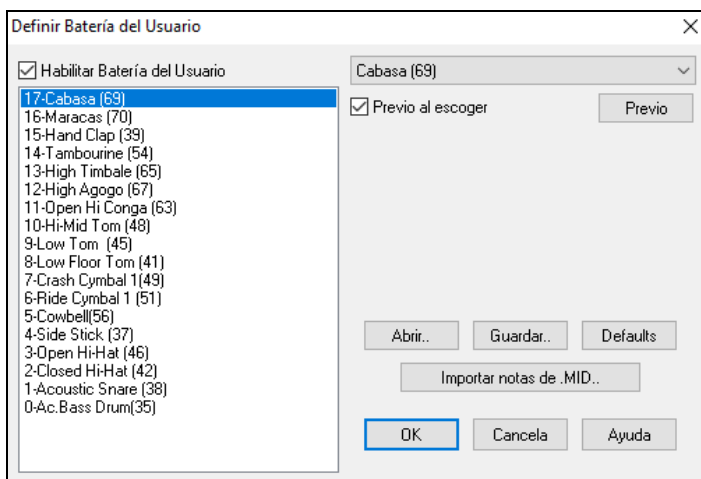 Definir Batería del Usuario
Habilitar Batería del Usuario
17-Cabasa (69)
16-Maracas (70)
15-Hand Clap (39)
14-Tambourine (54)
13-High Timbale (65)
12-High Agogo (67)
11-Open Hi Conga (63)
10-Hi-Mid Tom (48)
9-Low Tom  (45)
8-Low Floor Tom (41)
7-Crash Cymbal 1(49)
6-Ride Cymbal 1 (51)
5-Cowbell(56)
4-Side Stick (37)
3-Open Hi-Hat (46)
2-Closed Hi-Hat (42)
1-Acoustic Snare (38)
0-Ac.Bass Drum(35)
Cabasa (69)
Previo al escoger
Previo
Abrir..
Guardar..
Defaults
Importar notas de .MID..
OK
Cancela
Ayuda